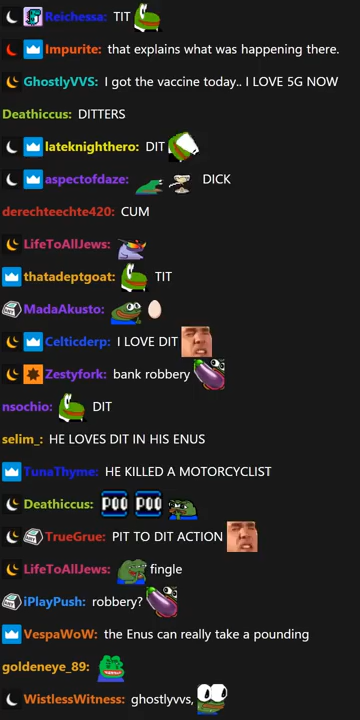 Reichessa: TIT
Impurite: that explains what was happening there.
GhostlyVVS: I got the vaccine today.. I LOVE 5G NOW
Deathiccus: DITTERS
lateknighthero: DIT
aspectofdaze: DICK
derechteechte420: CUM
LifeToAllJews:
thatadeptgoat: TIT
MadaAkusto:
Celticderp: I LOVE DIT
Zestyfork: bank robbery
nsochio: DIT
selim_: HE LOVES DIT IN HIS ENUS
TunaThyme: HE KILLED A MOTORCYCLIST
Deathiccus: POO POO
TrueGrue: PIT TO DIT ACTION
LifeToAllJews: fingle
iPlayPush: robbery?
VespaWoW: the Enus can really take a pounding
goldeneye_89:
WistlessWitness: ghostlyvvs,